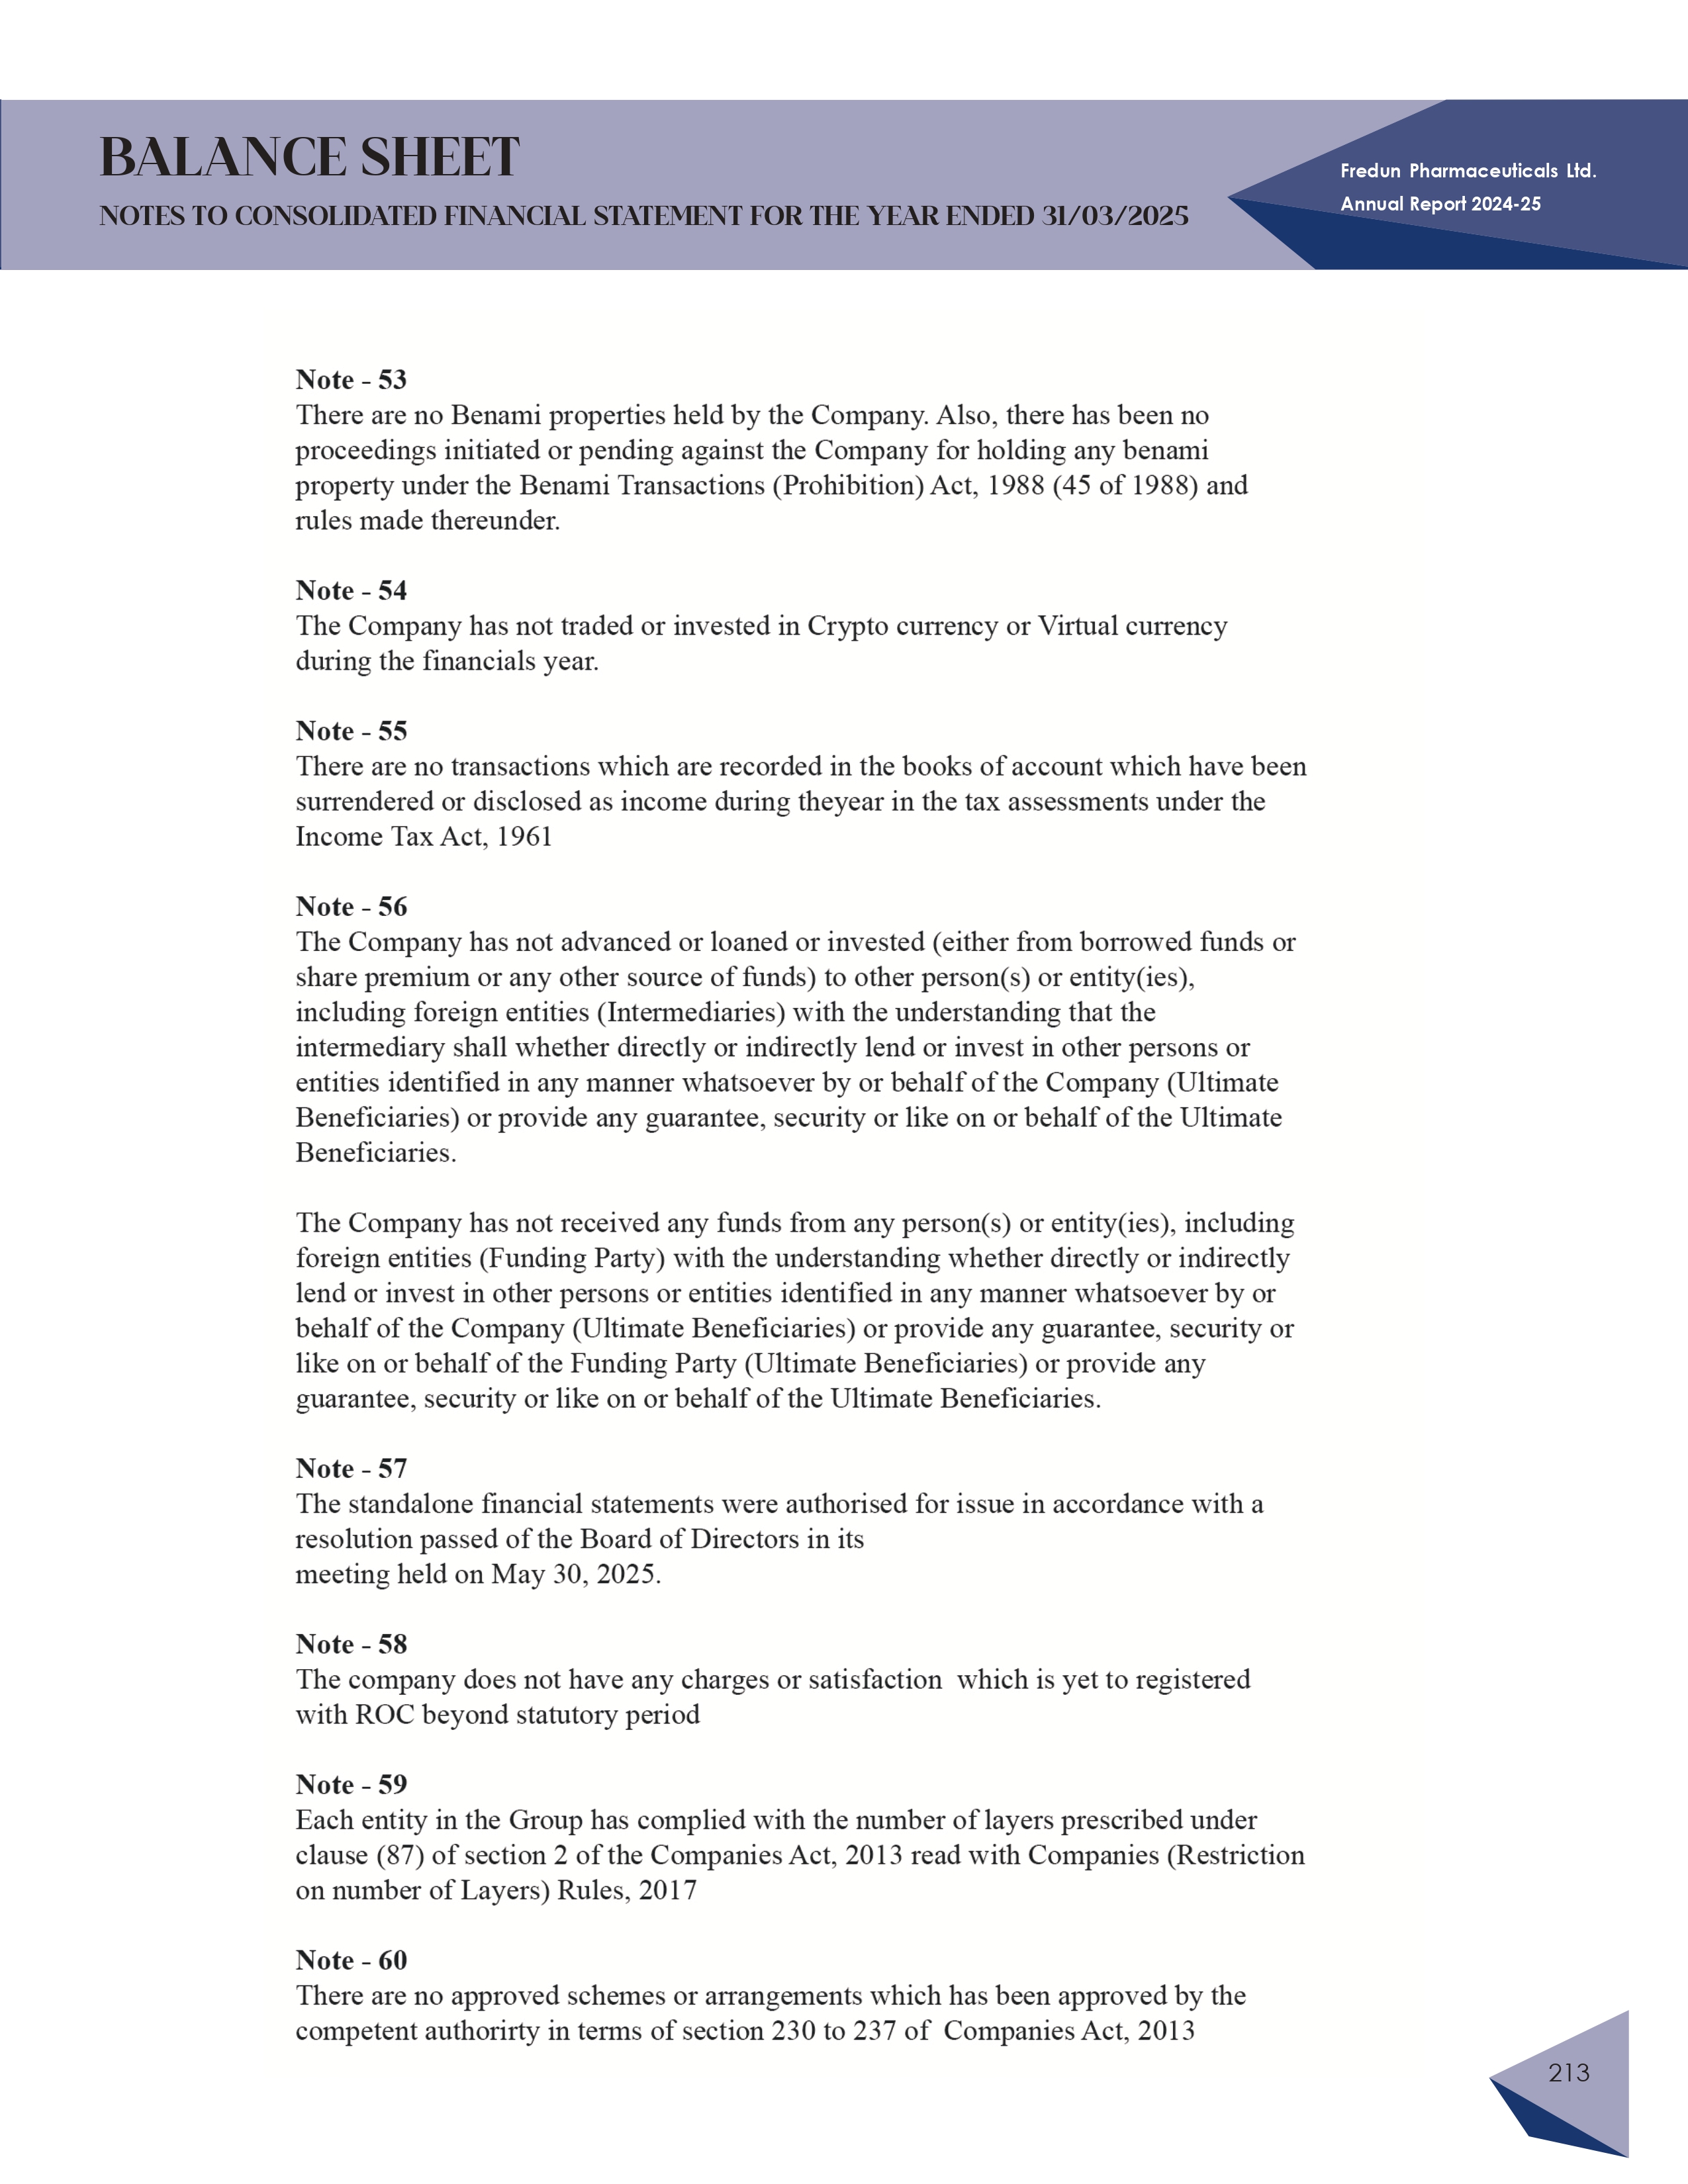 BALANCE SHEET
NOTES TO CONSOLIDATED FINANCIAL STATEMENT FOR THE YEAR ENDED 31/03/2025
Fredun Pharmaceuticals Ltd.
Annual Report 2024-25
Note - 53
There are no Benami properties held by the Company. Also, there has been no
proceedings initiated or pending against the Company for holding any benami
property under the Benami Transactions (Prohibition) Act, 1988 (45 of 1988) and
rules made thereunder.
Note - 54
The Company has not traded or invested in Crypto currency or Virtual currency
during the financials year.
Note - 55
There are no transactions which are recorded in the books of account which have been
surrendered or disclosed as income during theyear in the tax assessments under the
Income Tax Act, 1961
Note - 56
The Company has not advanced or loaned or invested (either from borrowed funds or
share premium or any other source of funds) to other person(s) or entity(ies),
including foreign entities (Intermediaries) with the understanding that the
intermediary shall whether directly or indirectly lend or invest in other persons or
entities identified in any manner whatsoever by or behalf of the Company (Ultimate
Beneficiaries) or provide any guarantee, security or like on or behalf of the Ultimate
Beneficiaries.
The Company has not received any funds from any person(s) or entity(ies), including
foreign entities (Funding Party) with the understanding whether directly or indirectly
lend or invest in other persons or entities identified in any manner whatsoever by or
behalf of the Company (Ultimate Beneficiaries) or provide any guarantee, security or
like on or behalf of the Funding Party (Ultimate Beneficiaries) or provide any
guarantee, security or like on or behalf of the Ultimate Beneficiaries.
Note - 57
The standalone financial statements were authorised for issue in accordance with a
resolution passed of the Board of Directors in its
meeting held on May 30, 2025.
Note - 58
The company does not have any charges or satisfaction  which is yet to registered
with ROC beyond statutory period
Note - 59
Each entity in the Group has complied with the number of layers prescribed under
clause (87) of section 2 of the Companies Act, 2013 read with Companies (Restriction
on number of Layers) Rules, 2017
Note - 60
There are no approved schemes or arrangements which has been approved by the
competent authorirty in terms of section 230 to 237 of  Companies Act, 2013
213